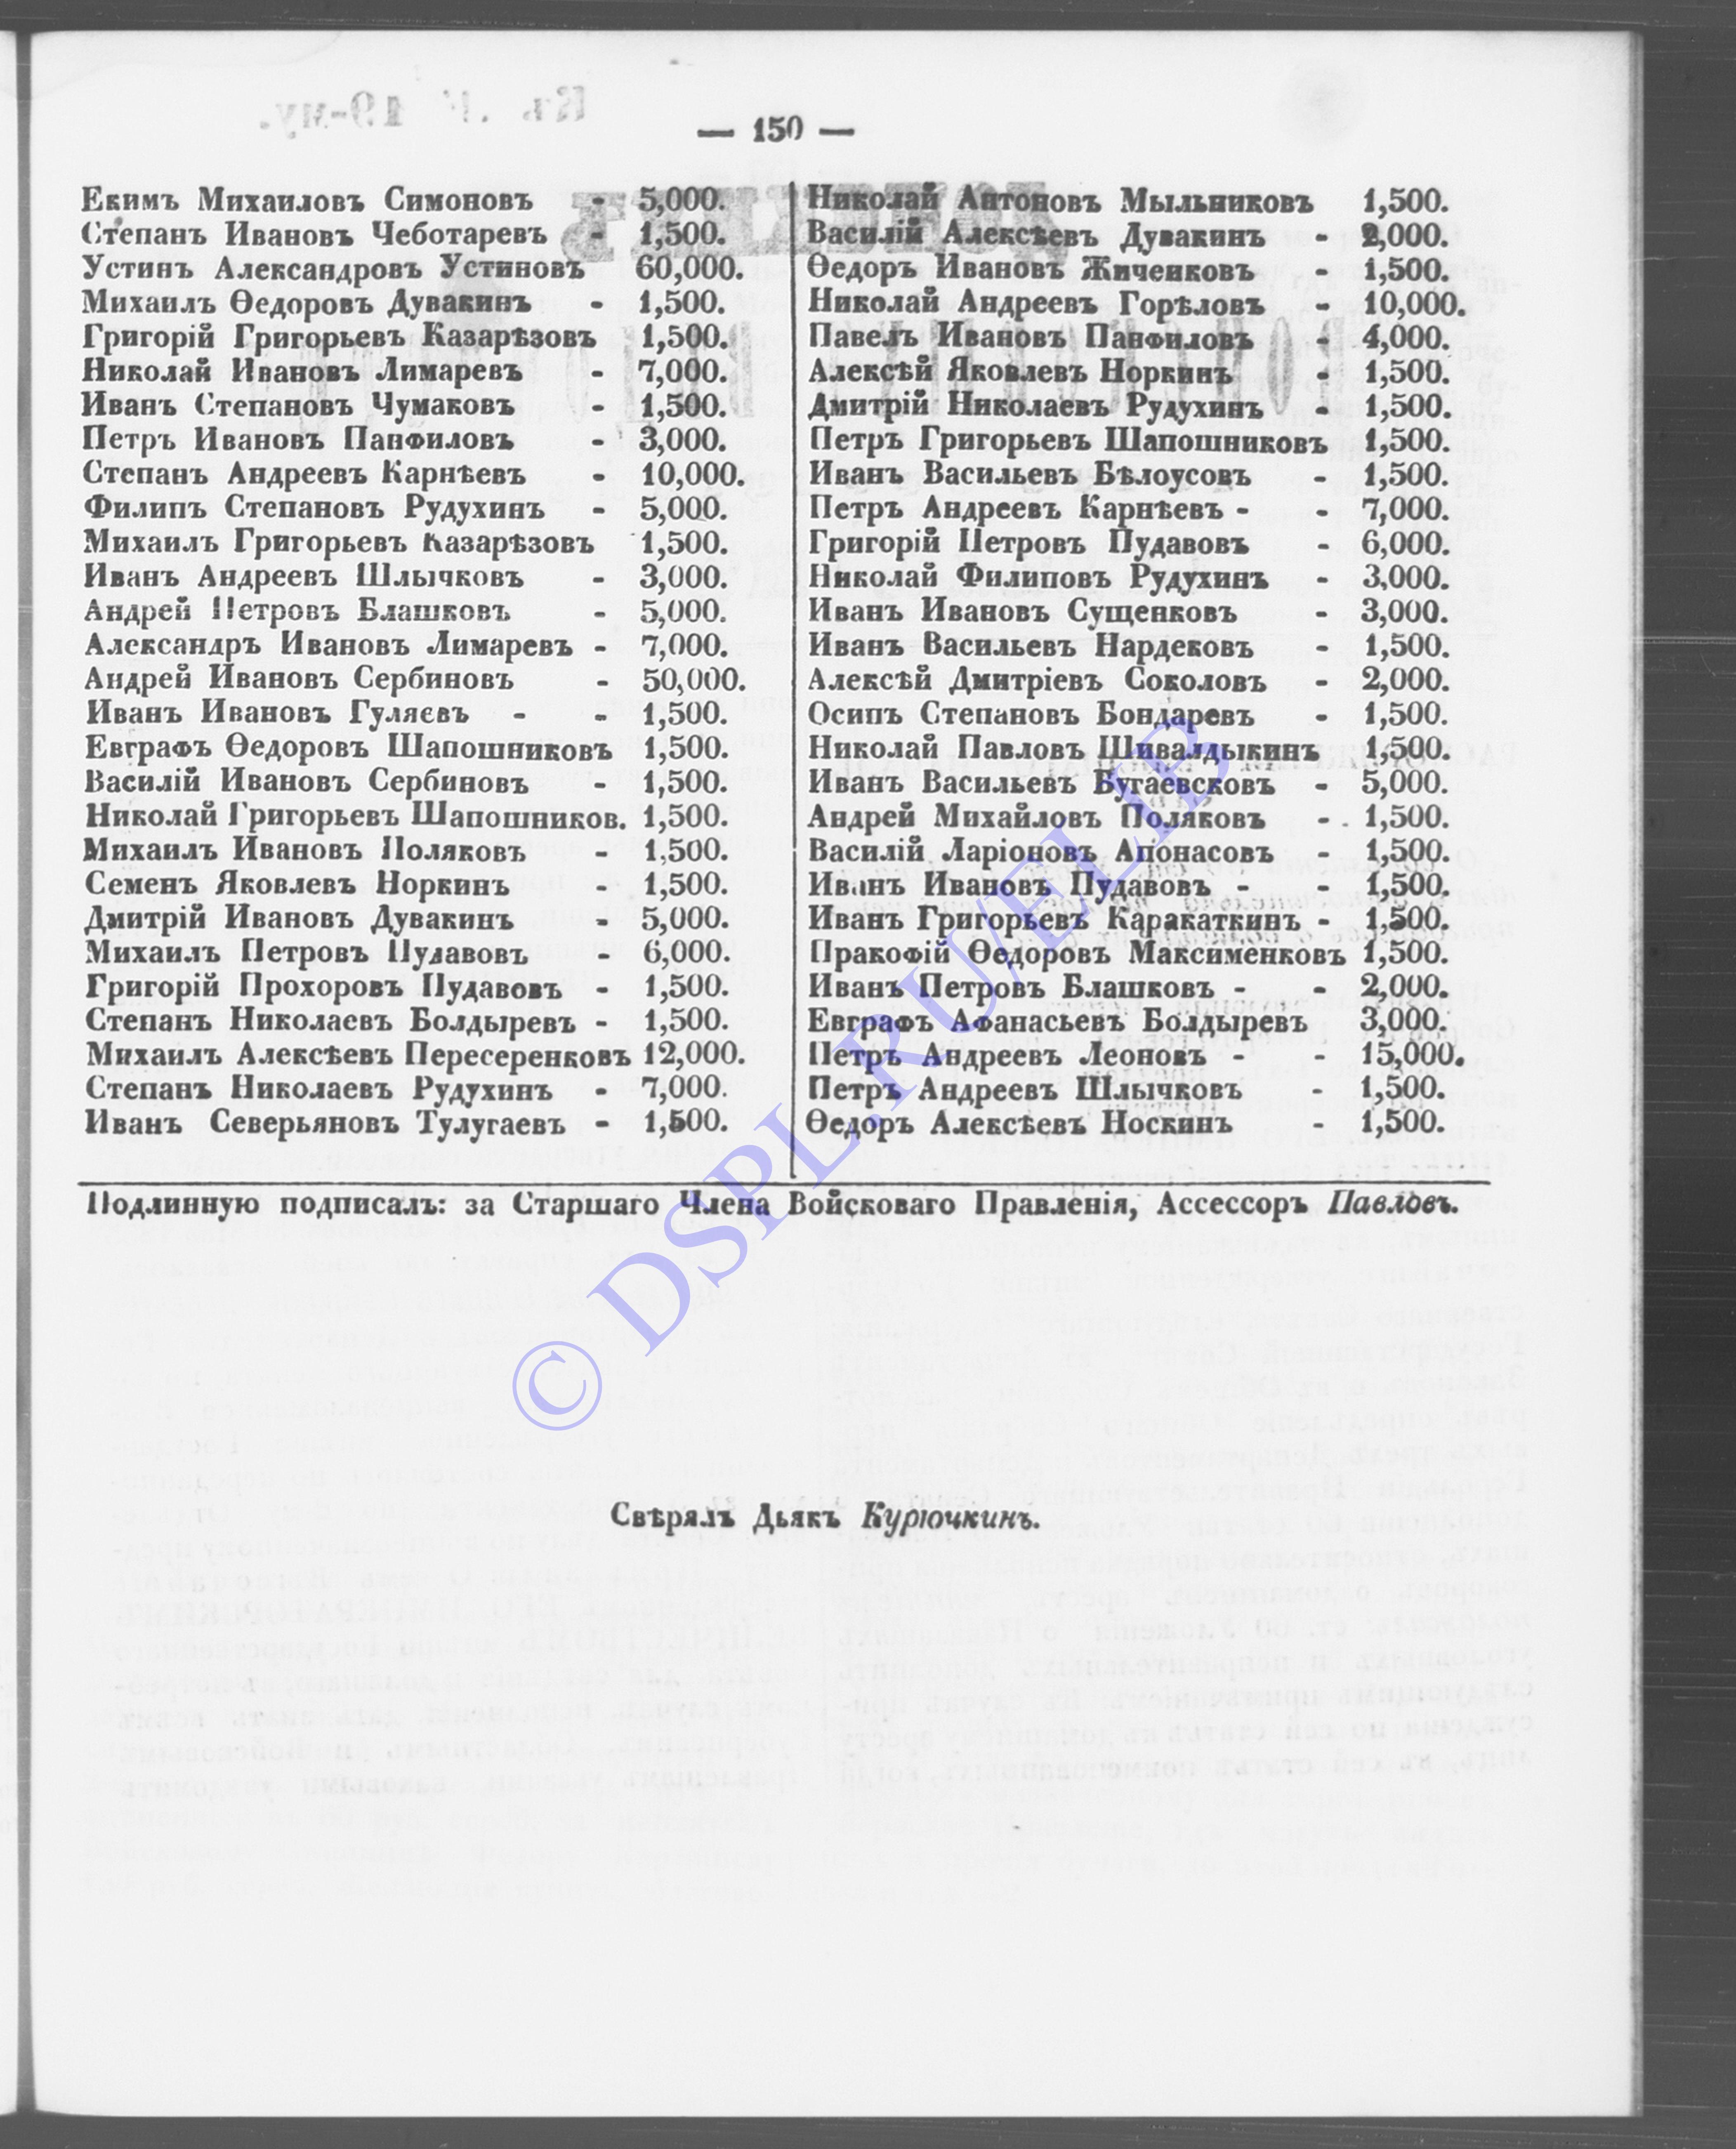 — 150 —
Екимъ Михаиловъ Симоновъ - 5,000.
Степанъ Ивановъ Чеботаревъ - 1,500.
Устинъ Александровъ Устиновъ 60,000.
Михаилъ Ѳедоровъ Дувакинъ - 1,500.
Григорій Григорьевъ Казарѣзовъ 1,500.
Николай Ивановъ Лимаревъ - 7,000.
Иванъ Степановъ Чумаковъ - 1,500.
Петръ Ивановъ Панфиловъ - 3,000.
Степанъ Андреевъ Карнѣевъ - 10,000.
Филипъ Степановъ Рудухинъ - 5,000.
Михаилъ Григорьевъ Казарѣзовъ 1,500.
Иванъ Андреевъ Шлычковъ - 3,000.
Андрей Петровъ Блашковъ - 5,000.
Александръ Ивановъ Лимаревъ - 7,000.
Андрей Ивановъ Сербиновъ - 50,000.
Иванъ Ивановъ Гуляевъ - - 1,500.
Евграфъ Ѳедоровъ Шапошниковъ 1,500.
Василій Ивановъ Сербиновъ - 1,500.
Николай Григорьевъ Шапошников. 1,500.
Михаилъ Ивановъ Поляковъ - 1,500.
Семенъ Яковлевъ Норкинъ - 1,500.
Дмитрій Ивановъ Дувакинъ - 5,000.
Михаилъ Петровъ Пудавовъ - 6,000.
Григорій Прохоровъ Пудавовъ - 1,500.
Степанъ Николаевъ Болдыревъ - 1,500.
Михаилъ Алексѣевъ Пересеренковъ 12,000.
Степанъ Николаевъ Рудухинъ - 7,000.
Иванъ Северьяновъ Тулугаевъ - 1,500.
Николай Антоновъ Мыльниковъ 1,500.
Василій Алексѣевъ Дувакинъ - 2,000.
Ѳедоръ Ивановъ Жиченковъ - 1,500.
Николай Андреевъ Горѣловъ - 10,000.
Павелъ Ивановъ Панфиловъ - 4,000.
Алексѣй Яковлевъ Норкинъ - 1,500.
Дмитрій Николаевъ Рудухинъ - 1,500.
Петръ Григорьевъ Шапошниковъ 1,500.
Иванъ Васильевъ Бѣлоусовъ - 1,500.
Петръ Андреевъ Карнѣевъ - - 7,000.
Григорій Петровъ Пудавовъ - 6,000.
Николай Филиповъ Рудухинъ - 3,000.
Иванъ Ивановъ Сущенковъ - 3,000.
Иванъ Васильевъ Нардековъ - 1,500.
Алексѣй Дмитріевъ Соколовъ - 2,000.
Осипъ Степановъ Бондаревъ - 1,500.
Николай Павловъ Шивалдыкинъ 1,500.
Иванъ Васильевъ Бугаевсковъ - 5,000.
Андрей Михайловъ Поляковъ - 1,500.
Василій Ларіоновъ Апонасовъ - 1,500.
Иванъ Ивановъ Пудавовъ - - 1,500.
Иванъ Григорьевъ Каракаткинъ - 1,500.
Пракофій Ѳедоровъ Максименковъ 1,500.
Иванъ Петровъ Блашковъ - - 2,000.
Евграфъ Афанасьевъ Болдыревъ 3,000.
Петръ Андреевъ Леоновъ - - 15,000.
Петръ Андреевъ Шлычковъ - 1,500.
Ѳедоръ Алексѣевъ Носкинъ - 1,500.
Подлинную подписалъ: за Старшаго Члена Войсковаго Правленія, Ассессоръ Павловъ.
© DSPL.RU/ELIB
Свѣрялъ Дьякъ Курючкинъ.